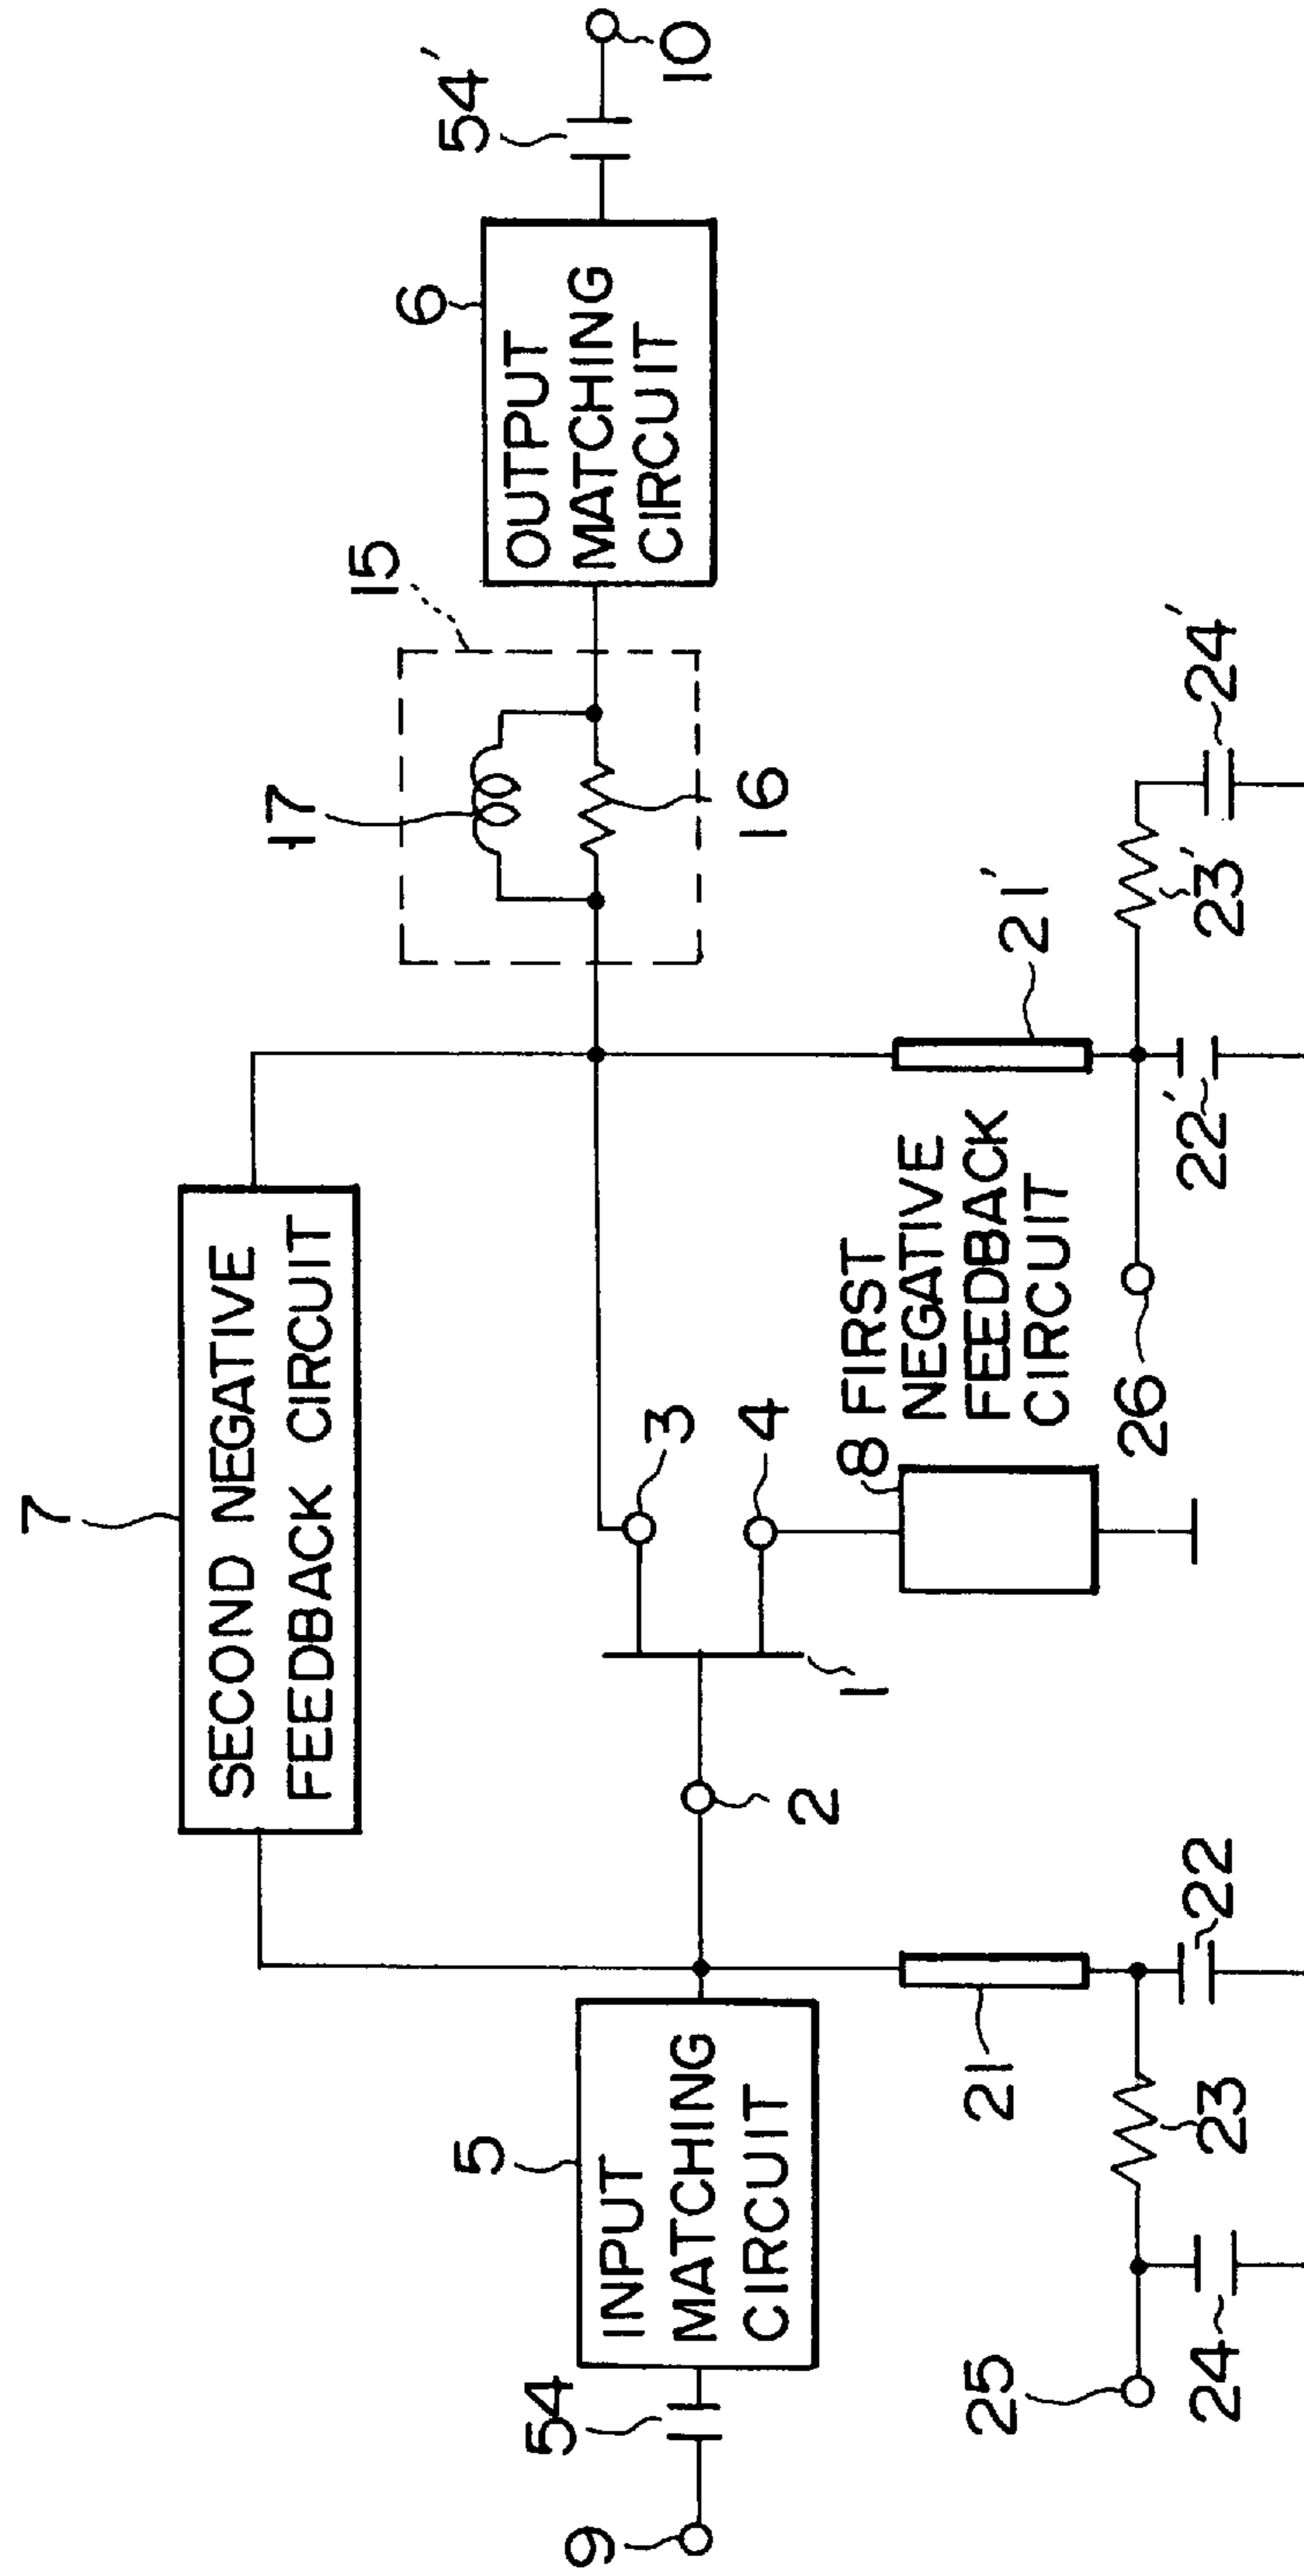 7
SECOND NEGATIVE
FEEDBACK CIRCUIT
17
15
6
OUTPUT
MATCHING
CIRCUIT
54'
10
16
9
54
5
INPUT
MATCHING
CIRCUIT
2
1
3
4
8 FIRST
NEGATIVE
FEEDBACK
CIRCUIT
21
21'
25
24
23
22
26
22'
23'
24'